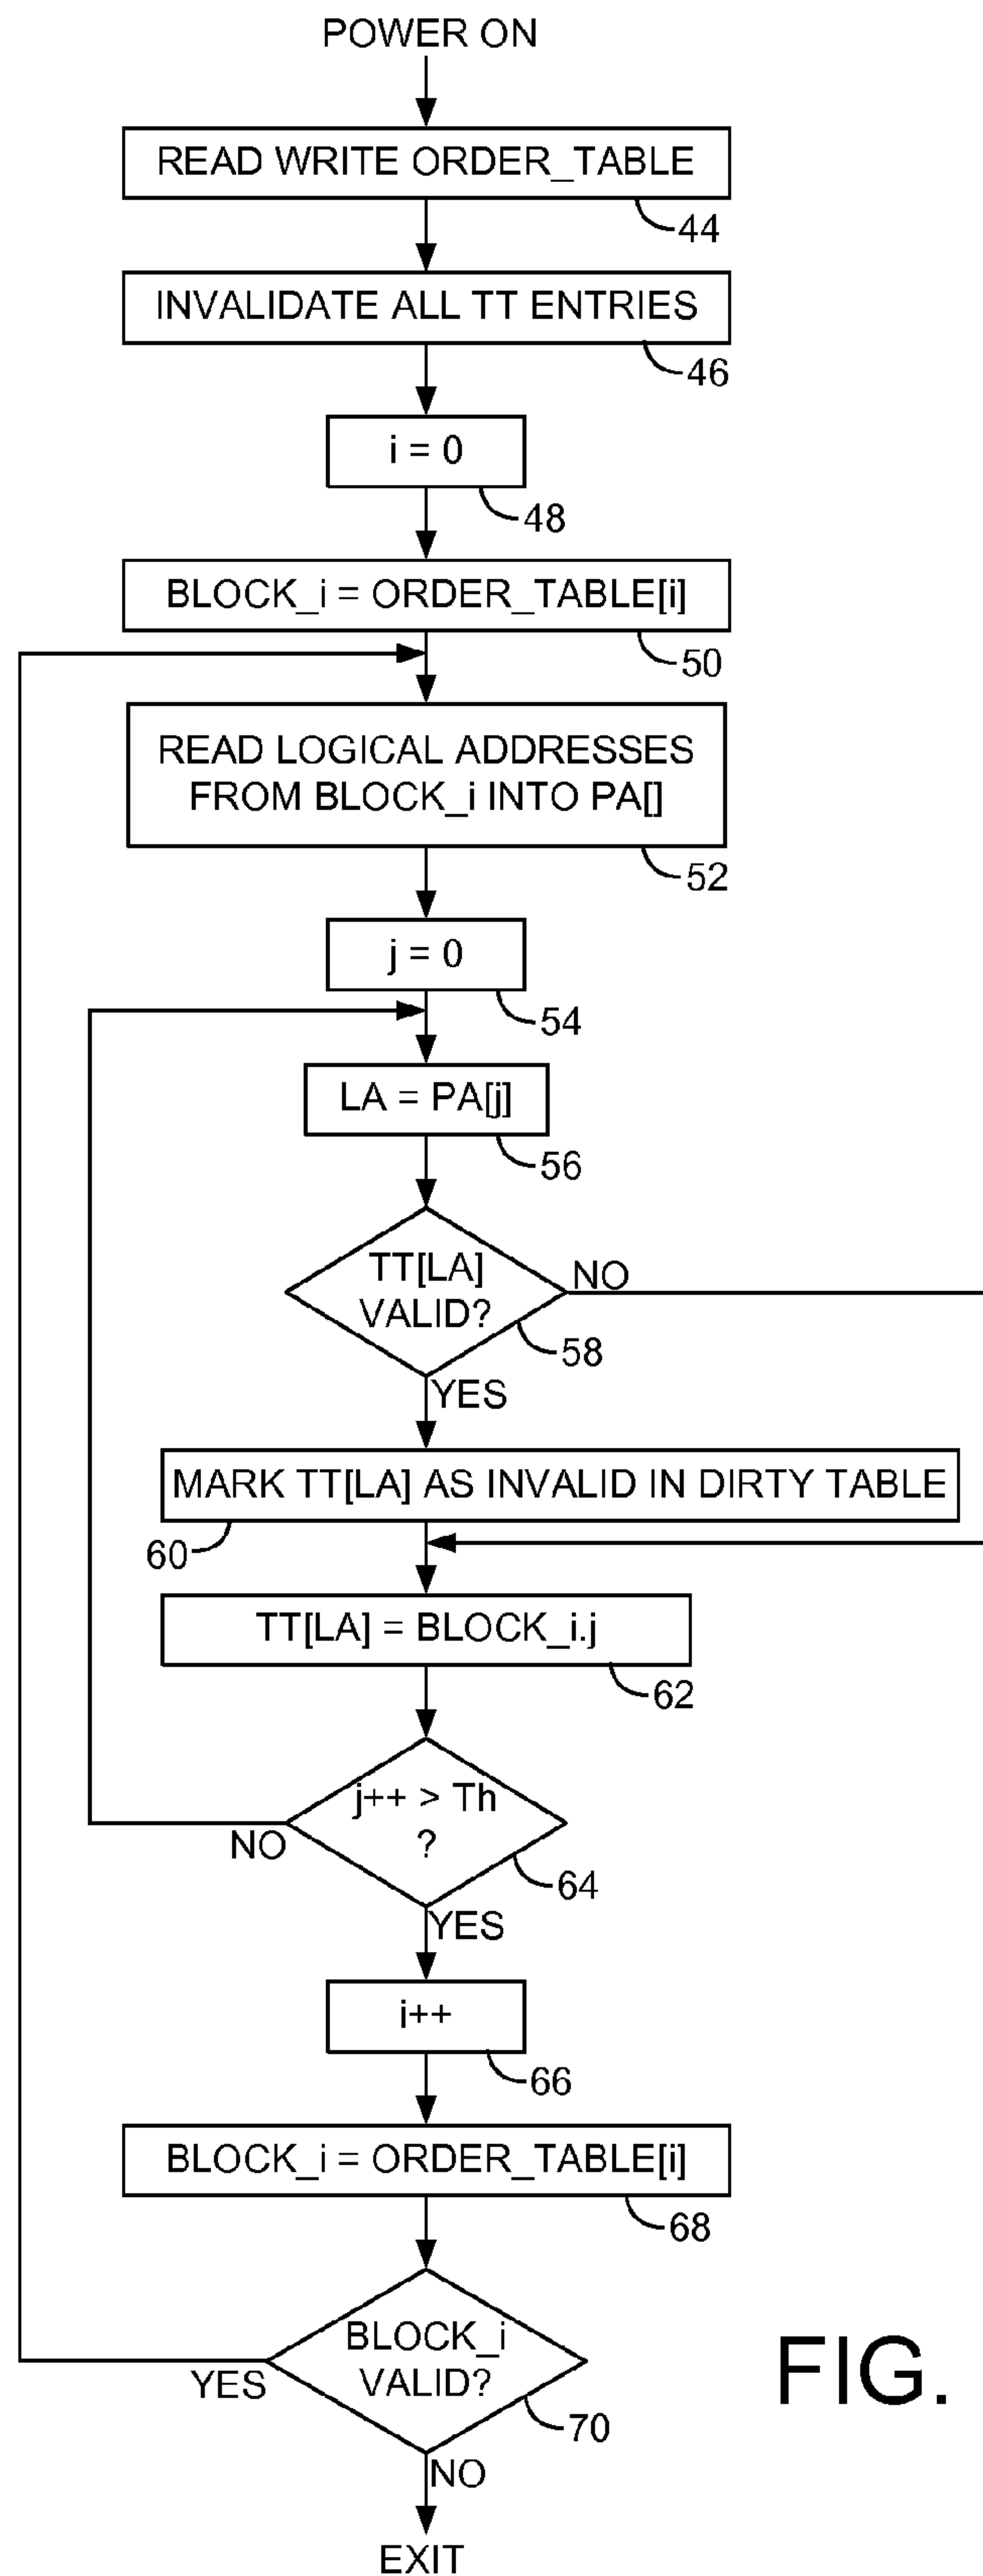 POWER ON
READ WRITE ORDER_TABLE
44
INVALIDATE ALL TT ENTRIES
46
i = 0
48
BLOCK_i = ORDER_TABLE[i]
50
READ LOGICAL ADDRESSES
FROM BLOCK_i INTO PA[]
52
j = 0
54
LA = PA[j]
56
TT[LA]
VALID?
NO
58
YES
MARK TT[LA] AS INVALID IN DIRTY TABLE
60
TT[LA] = BLOCK_i.j
62
j++ > Th
?
NO
64
YES
i++
66
BLOCK_i = ORDER_TABLE[i]
68
BLOCK_i
VALID?
YES
70
NO
EXIT
FIG.